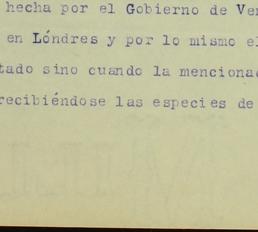 hecha por el Gobierno de Ve
en Lóndres y por lo mismo el
tado sino cuando la menciona
recibiéndose las especies de